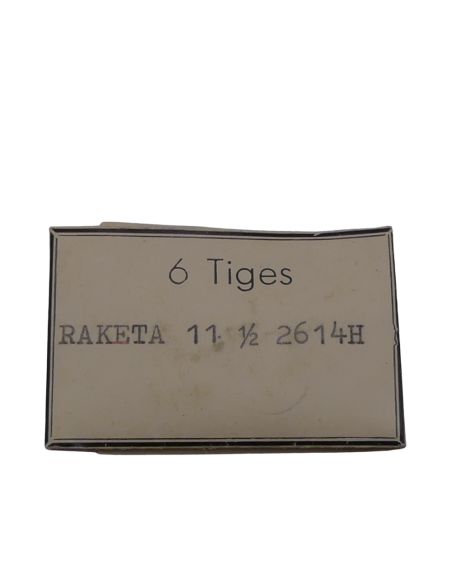 6 Tiges
RAKETA 11 ½ 2614H